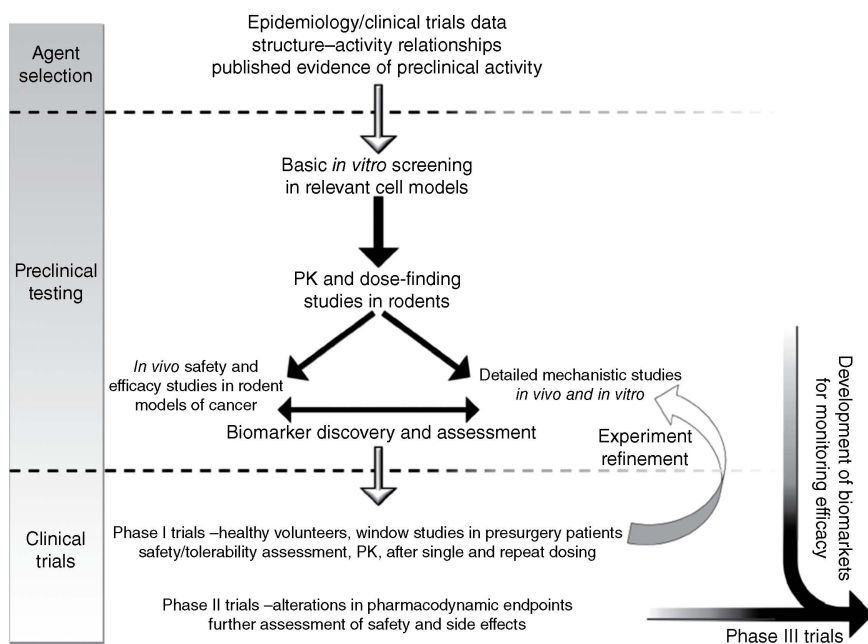 Agent
selection
Epidemiology/clinical trials data
structure–activity relationships
published evidence of preclinical activity
Preclinical
testing
Basic in vitro screening
in relevant cell models
PK and dose-finding
studies in rodents
In vivo safety and
efficacy studies in rodent
models of cancer
Detailed mechanistic studies
in vivo and in vitro
Biomarker discovery and assessment
Experiment
refinement
Development of biomarkets
for monitoring efficacy
Clinical
trials
Phase I trials –healthy volunteers, window studies in presurgery patients
safety/tolerability assessment, PK, after single and repeat dosing
Phase II trials –alterations in pharmacodynamic endpoints
further assessment of safety and side effects
Phase III trials